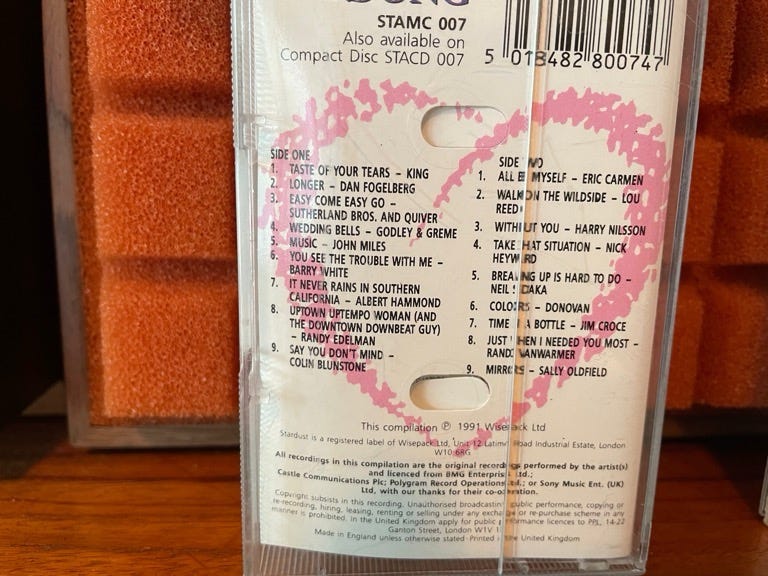 STAMC 007
Also available on
Compact Disc STACD 007
5 018482 800747
SIDE ONE
1. TASTE OF YOUR TEARS – KING
2. LONGER – DAN FOGELBERG
3. EASY COME EASY GO –
SUTHERLAND BROS. AND QUIVER
4. WEDDING BELLS – GODLEY & GREME
5. MUSIC – JOHN MILES
6. YOU SEE THE TROUBLE WITH ME –
BARRY WHITE
7. IT NEVER RAINS IN SOUTHERN
CALIFORNIA – ALBERT HAMMOND
8. UPTOWN UPTEMPO WOMAN (AND
THE DOWNTOWN DOWNBEAT GUY)
– RANDY EDELMAN
9. SAY YOU DON'T MIND –
COLIN BLUNSTONE
SIDE TWO
1. ALL BY MYSELF – ERIC CARMEN
2. WALK ON THE WILDSIDE – LOU
REED
3. WITHOUT YOU – HARRY NILSSON
4. TAKE THAT SITUATION – NICK
HEYWARD
5. BREAKING UP IS HARD TO DO –
NEIL SEDAKA
6. COLOURS – DONOVAN
7. TIME IN A BOTTLE – JIM CROCE
8. JUST WHEN I NEEDED YOU MOST –
RANDY VANWARMER
9. MIRRORS – SALLY OLDFIELD
This compilation ℗ 1991 Wisepack Ltd
Stardust is a registered label of Wisepack Ltd, Unit 12 Latimer Road Industrial Estate, London
W10 6RG
All recordings in this compilation are the original recordings performed by the artist(s)
and licenced from BMG Enterprises Ltd.;
Castle Communications Plc; Polygram Record Operations Ltd.; or Sony Music Ent. (UK)
Ltd, with our thanks for their co-operation.
Copyright subsists in this recording. Unauthorised broadcasting, public performance, copying or
re-recording, hiring, leasing, renting or selling under any exchange or re-purchase scheme in any
manner is prohibited. In the United Kingdom apply for public performance licences to PPL, 14-22
Ganton Street, London W1V 1
Made in England unless otherwise stated Printed in the United Kingdom